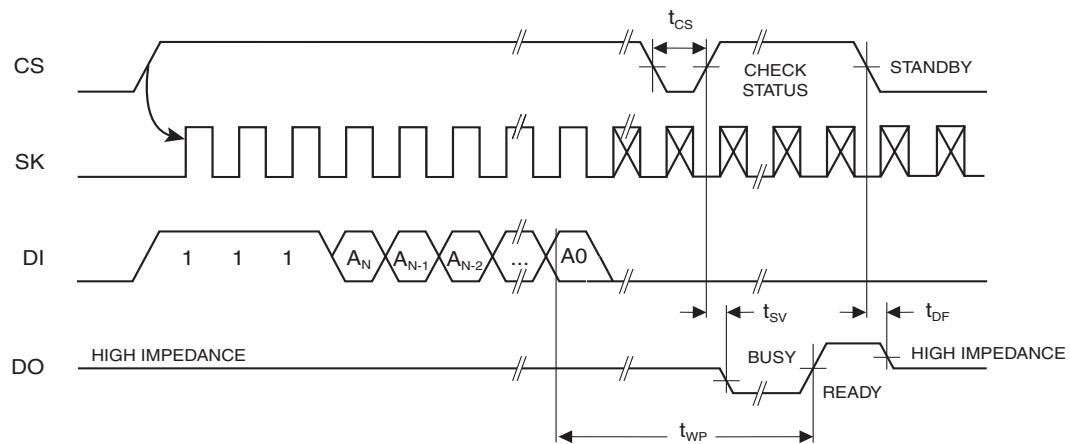 t_CS
CS
CHECK
STATUS
STANDBY
SK
DI
1 1 1 A_N A_N-1 A_N-2 ... A0
t_SV
t_DF
DO
HIGH IMPEDANCE
BUSY
READY
HIGH IMPEDANCE
t_WP